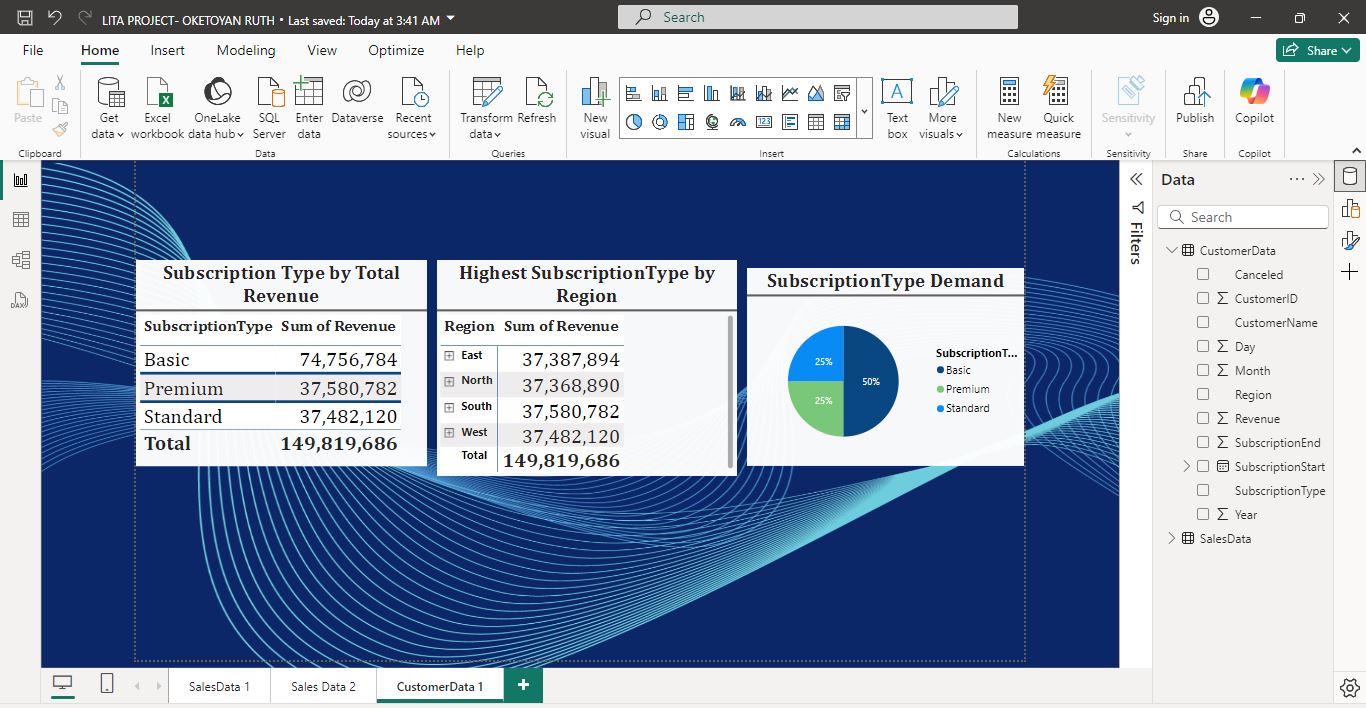 LITA PROJECT- OKETOYAN RUTH • Last saved: Today at 3:41 AM
Search
Sign in
File Home Insert Modeling View Optimize Help
Share
Paste
Get data
Excel workbook
OneLake data hub
SQL Server
Enter data
Dataverse
Recent sources
Transform data
Refresh
New visual
123
A
Text box
More visuals
New measure
Quick measure
Sensitivity
Publish
Copilot
Clipboard Data Queries Insert Calculations Sensitivity Share Copilot
DAX
Subscription Type by Total
Revenue
SubscriptionType Sum of Revenue
Basic 74,756,784
Premium 37,580,782
Standard 37,482,120
Total 149,819,686
Highest SubscriptionType by
Region
Region Sum of Revenue
East 37,387,894
North 37,368,890
South 37,580,782
West 37,482,120
Total 149,819,686
SubscriptionType Demand
25%
50%
25%
SubscriptionT...
Basic
Premium
Standard
Filters
Data
Search
CustomerData
Canceled
CustomerID
CustomerName
Day
Month
Region
Revenue
SubscriptionEnd
SubscriptionStart
SubscriptionType
Year
SalesData
SalesData 1 Sales Data 2 CustomerData 1